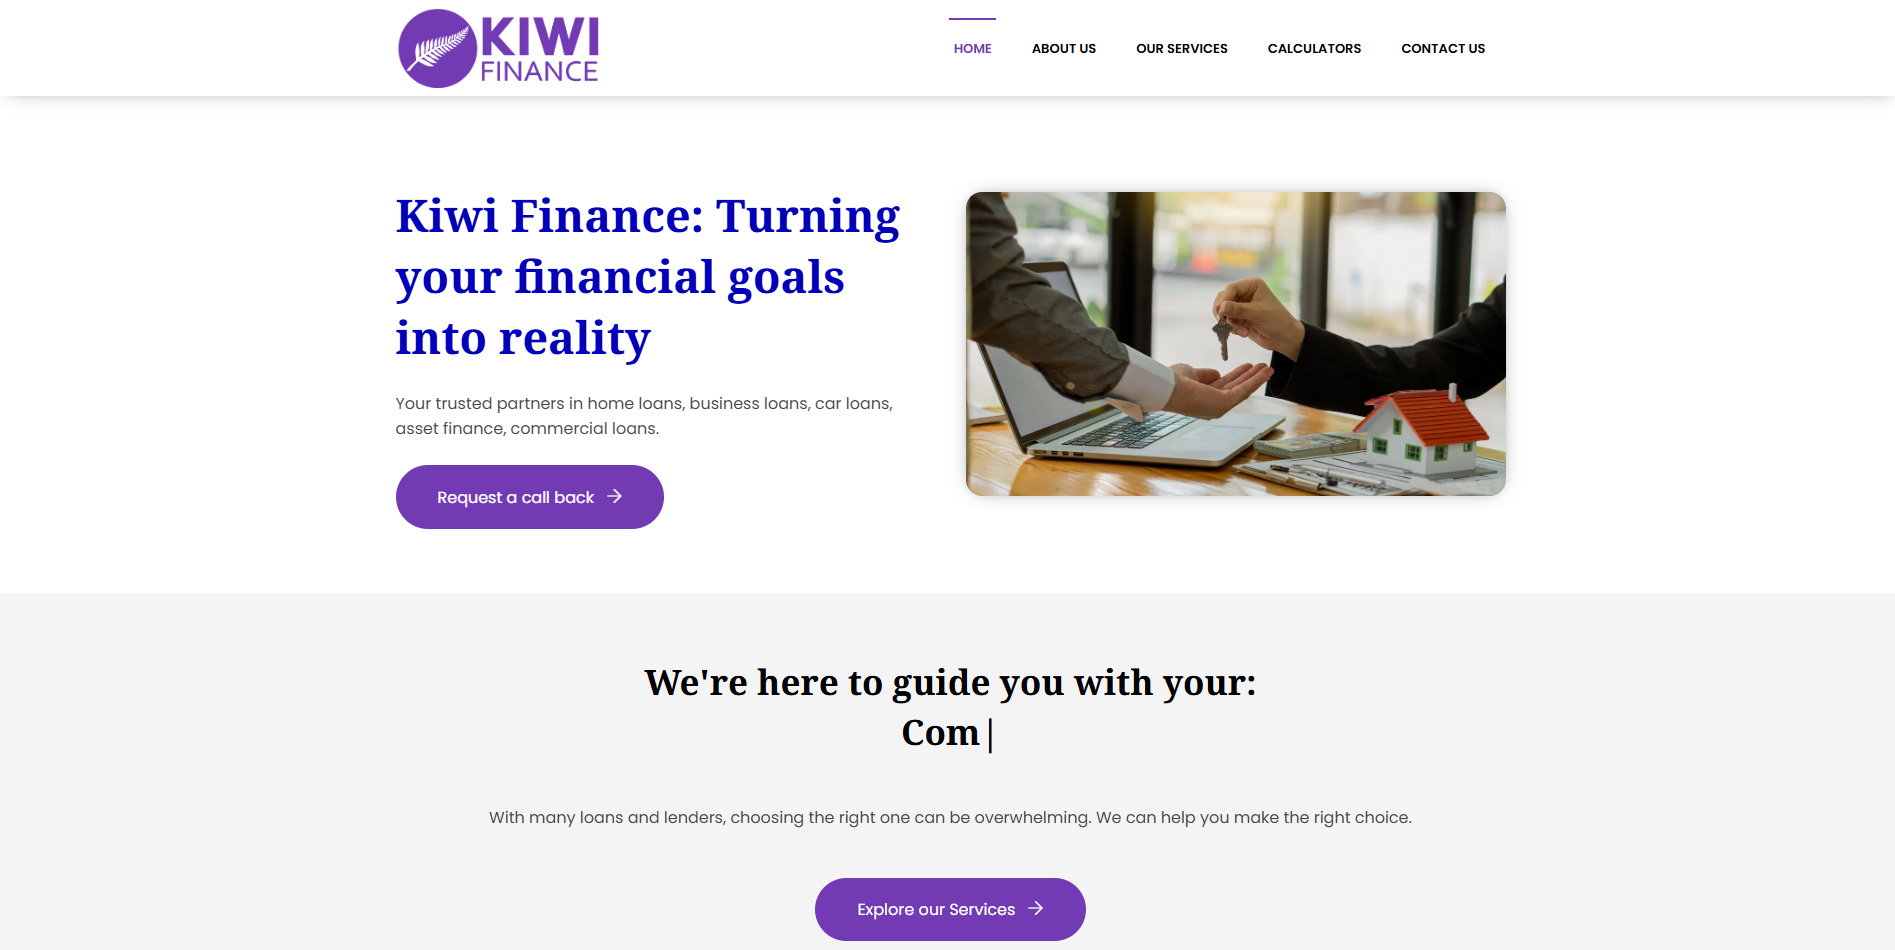 KIWI
FINANCE
HOME
ABOUT US
OUR SERVICES
CALCULATORS
CONTACT US
Kiwi Finance: Turning
your financial goals
into reality
Your trusted partners in home loans, business loans, car loans,
asset finance, commercial loans.
Request a call back
We're here to guide you with your:
Com
With many loans and lenders, choosing the right one can be overwhelming. We can help you make the right choice.
Explore our Services